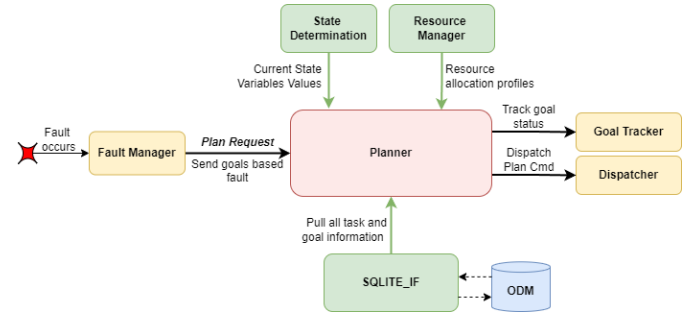 State
Determination
Resource
Manager
Current State
Variables Values
Resource
allocation profiles
Fault
occurs
Fault Manager
Plan Request
Send goals based
fault
Planner
Track goal
status
Goal Tracker
Dispatch
Plan Cmd
Dispatcher
Pull all task and
goal information
SQLITE_IF
ODM